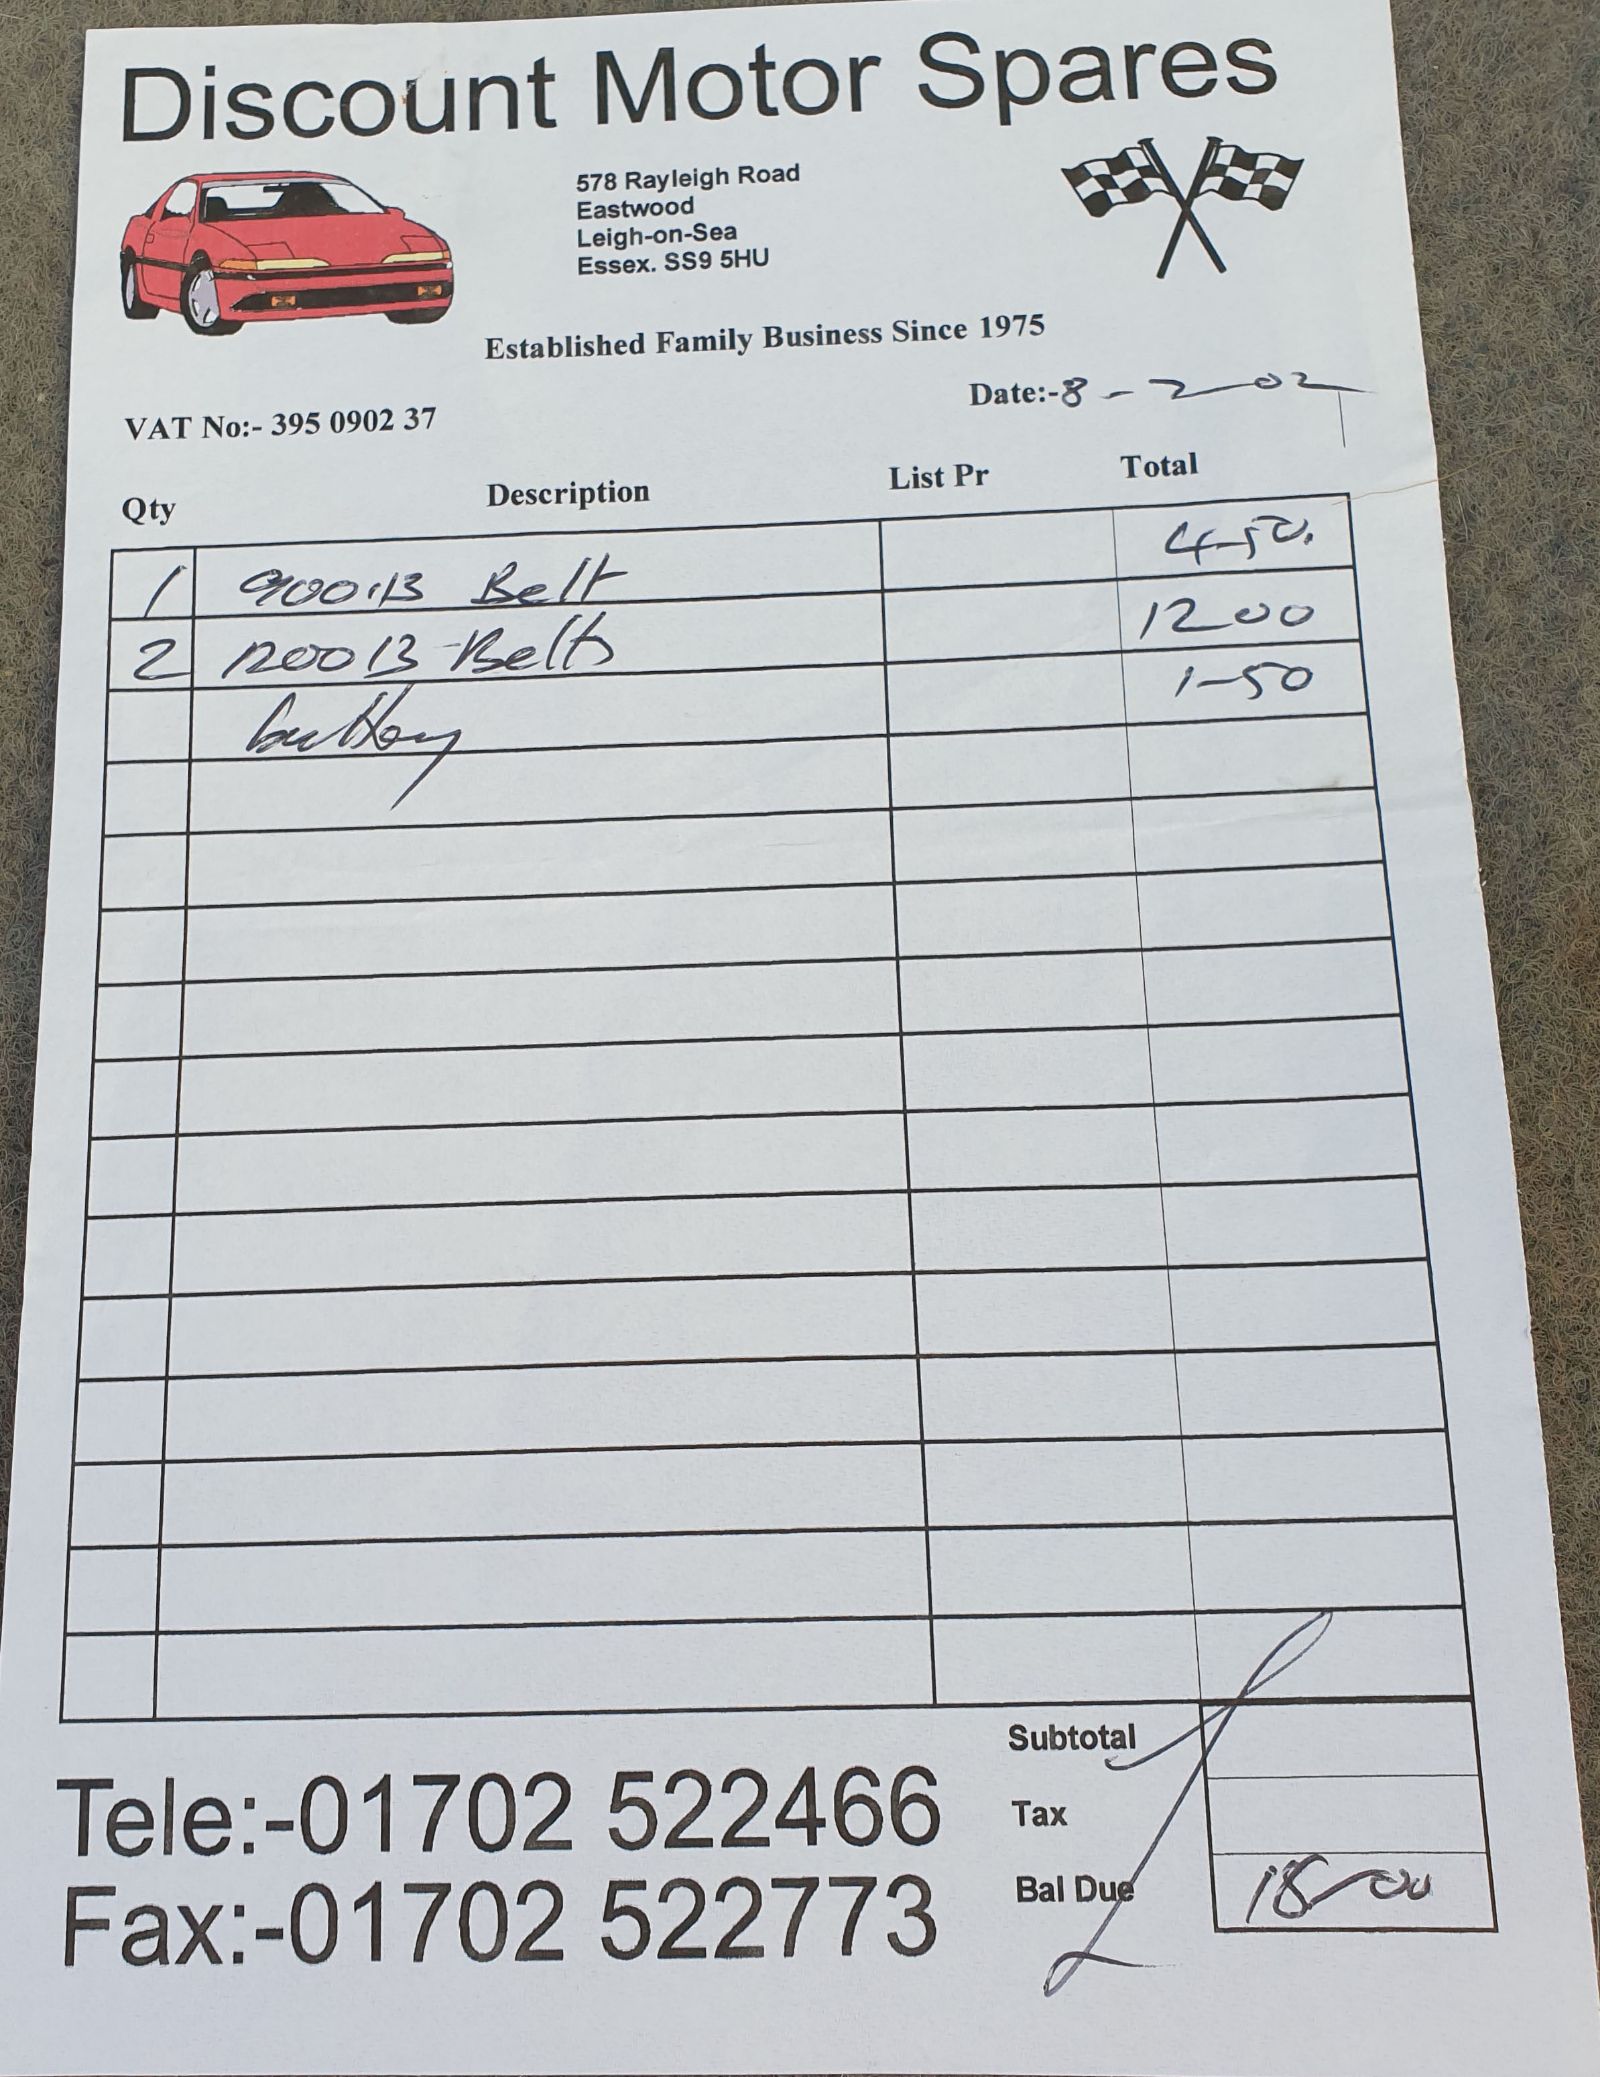 Discount Motor Spares
578 Rayleigh Road
Eastwood
Leigh-on-Sea
Essex. SS9 5HU
Established Family Business Since 1975
Date:-8-2-202
VAT No:- 395 0902 37
Qty Description List Pr Total
1 900 13 Belt 4-50.
2 1200 13 Belts 12 00
battery 1-50
Subtotal
Tele:-01702 522466
Tax
Bal Due 18-00
Fax:-01702 522773